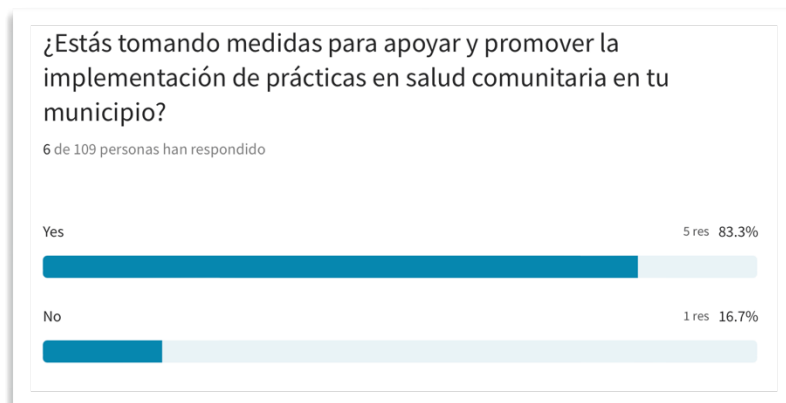 ¿Estás tomando medidas para apoyar y promover la
implementación de prácticas en salud comunitaria en tu
municipio?
6 de 109 personas han respondido
Yes 5 res 83.3%
No 1 res 16.7%